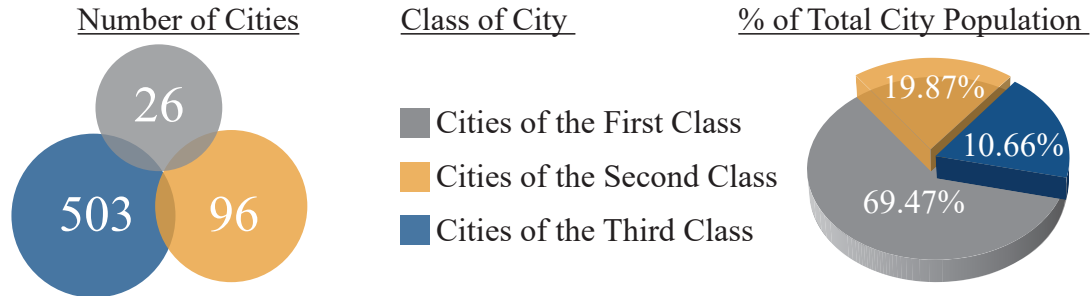 Number of Cities
Class of City
% of Total City Population
26
503
96
Cities of the First Class
Cities of the Second Class
Cities of the Third Class
19.87%
10.66%
69.47%